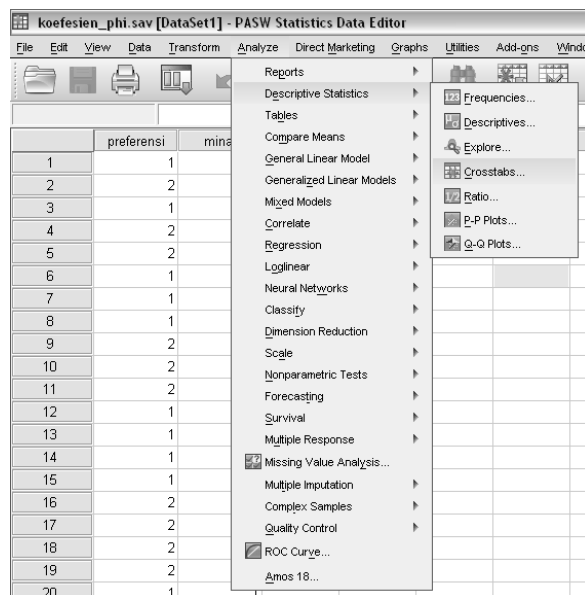 koefesien_phi.sav [DataSet1] - PASW Statistics Data Editor
File Edit View Data Transform Analyze Direct Marketing Graphs Utilities Add-ons
Reports
Descriptive Statistics
Tables
Compare Means
General Linear Model
Generalized Linear Models
Mixed Models
Correlate
Regression
Loglinear
Neural Networks
Classify
Dimension Reduction
Scale
Nonparametric Tests
Forecasting
Survival
Multiple Response
Missing Value Analysis...
Multiple Imputation
Complex Samples
Quality Control
ROC Curve...
Amos 18...
Frequencies...
Descriptives...
Explore...
Crosstabs...
Ratio...
P-P Plots...
Q-Q Plots...
preferensi mina
1 1
2 2
3 1
4 2
5 2
6 1
7 1
8 1
9 2
10 2
11 2
12 1
13 1
14 1
15 1
16 2
17 2
18 2
19 2
20 1